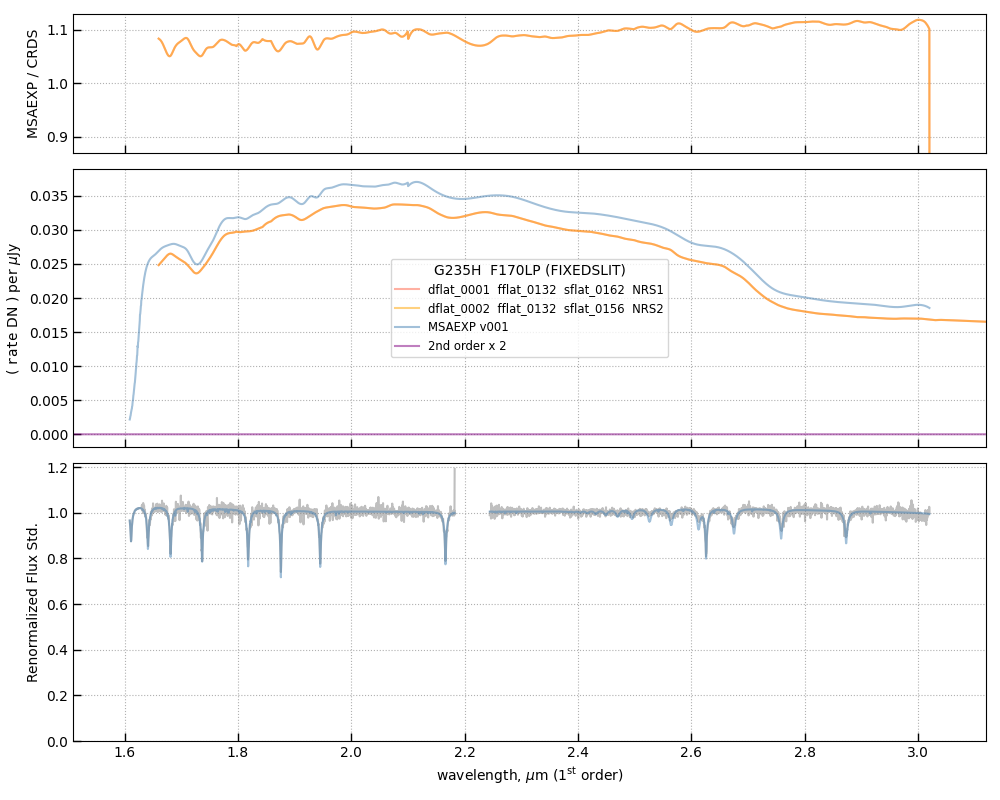 MSAEXP / CRDS
1.1
1.0
0.9
( rate DN ) per μJy
0.035
0.030
0.025
0.020
0.015
0.010
0.005
0.000
G235H  F170LP (FIXEDSLIT)
dflat_0001  fflat_0132  sflat_0162  NRS1
dflat_0002  fflat_0132  sflat_0156  NRS2
MSAEXP v001
2nd order x 2
Renormalized Flux Std.
1.2
1.0
0.8
0.6
0.4
0.2
0.0
1.6 1.8 2.0 2.2 2.4 2.6 2.8 3.0
wavelength, μm (1st order)